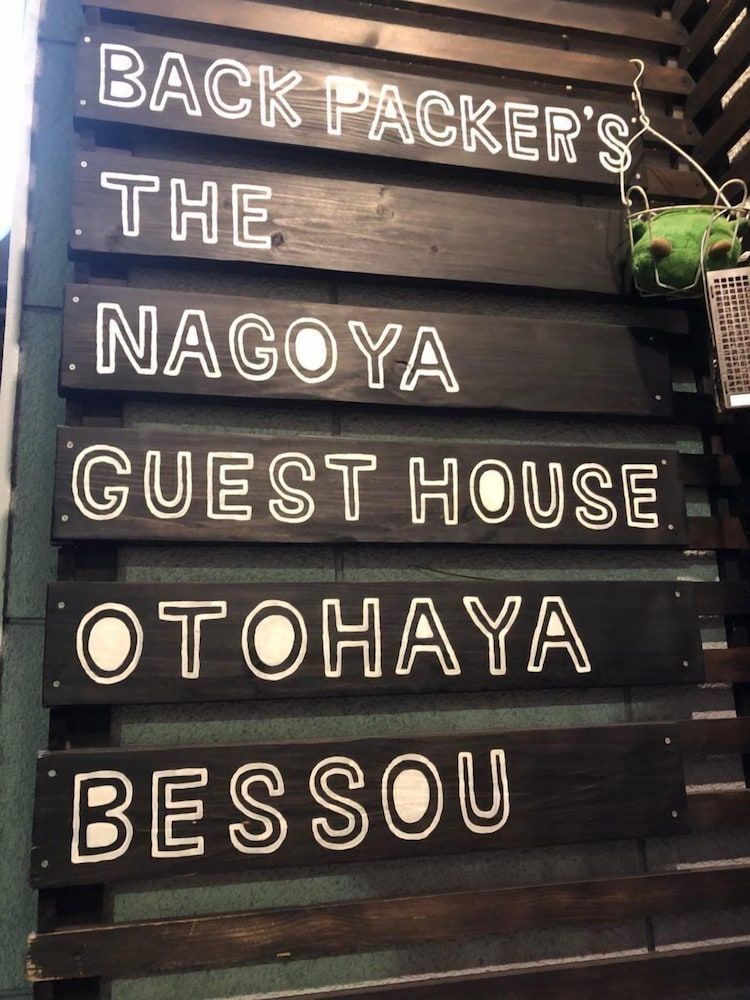 BACK PACKER'S
THE
NAGOYA
GUEST HOUSE
OTOHAYA
BESSOU